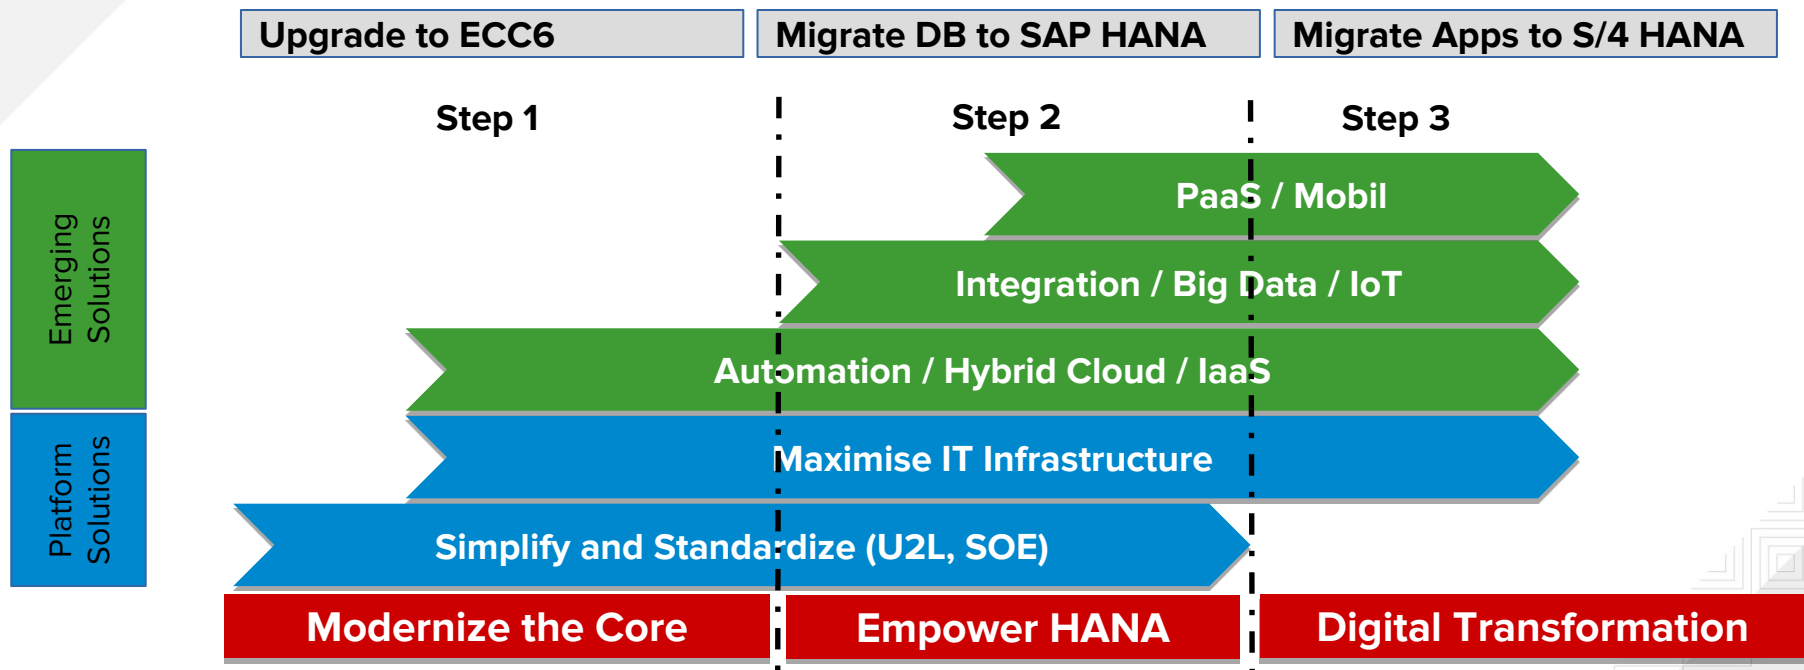 Upgrade to ECC6
Migrate DB to SAP HANA
Migrate Apps to S/4 HANA
Step 1
Step 2
Step 3
Emerging
Solutions
PaaS / Mobil
Integration / Big Data / IoT
Automation / Hybrid Cloud / IaaS
Platform
Solutions
Maximise IT Infrastructure
Simplify and Standardize (U2L, SOE)
Modernize the Core
Empower HANA
Digital Transformation